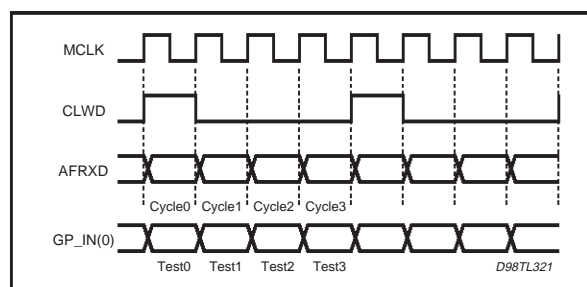 MCLK
CLWD
AFRXD
Cycle0 Cycle1 Cycle2 Cycle3
GP_IN(0)
Test0 Test1 Test2 Test3 D98TL321